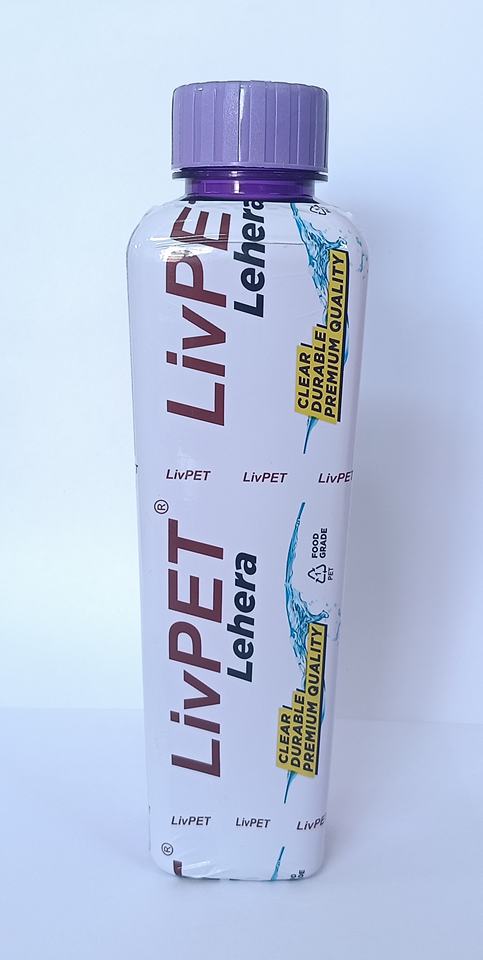 LivPET
Lehera
CLEAR
DURABLE
PREMIUM QUALITY
LivPET LivPET LivPET
LivPET®
Lehera
FOOD
GRADE
1
PET
CLEAR
DURABLE
PREMIUM QUALITY
LivPET LivPET LivPET
®